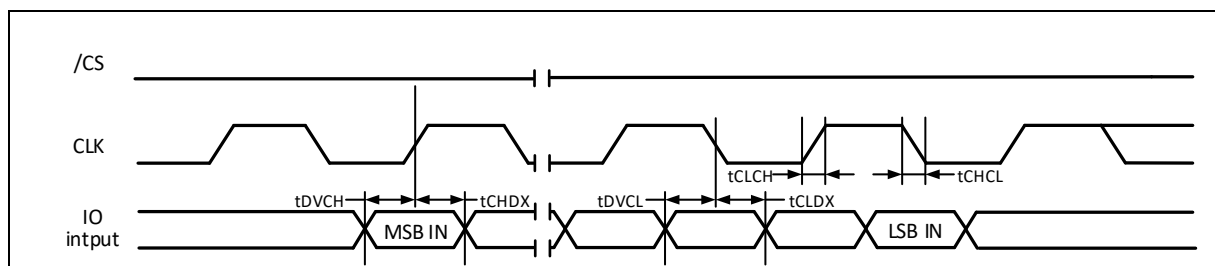 /CS
CLK
tCLCH
tCHCL
tDVCH
tCHDX
tDVCL
tCLDX
IO
intput
MSB IN
LSB IN